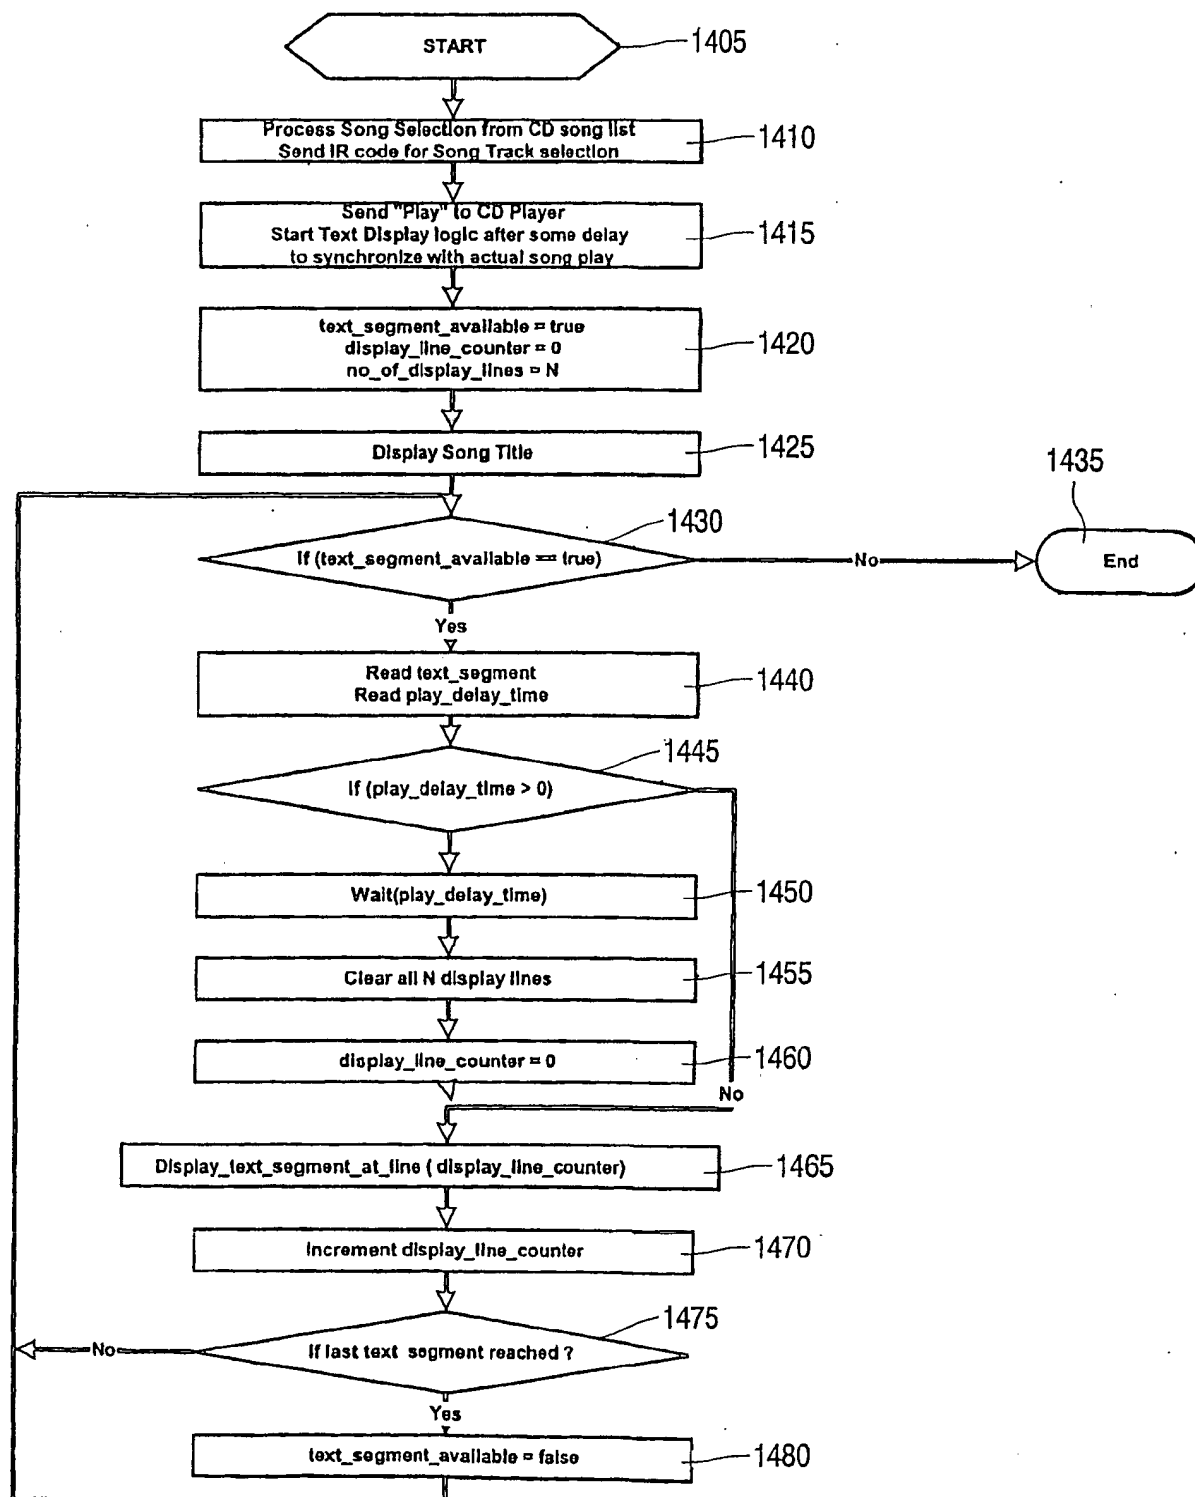 START
1405
Process Song Selection from CD song list
Send IR code for Song Track selection
1410
Send "Play" to CD Player
Start Text Display logic after some delay
to synchronize with actual song play
1415
text_segment_available = true
display_line_counter = 0
no_of_display_lines = N
1420
Display Song Title
1425
1435
1430
If (text_segment_available == true)
No
End
Yes
Read text_segment
Read play_delay_time
1440
1445
If (play_delay_time > 0)
Wait(play_delay_time)
1450
Clear all N display lines
1455
display_line_counter = 0
1460
No
Display_text_segment_at_line ( display_line_counter)
1465
Increment display_line_counter
1470
1475
If last text_segment reached ?
No
Yes
text_segment_available = false
1480